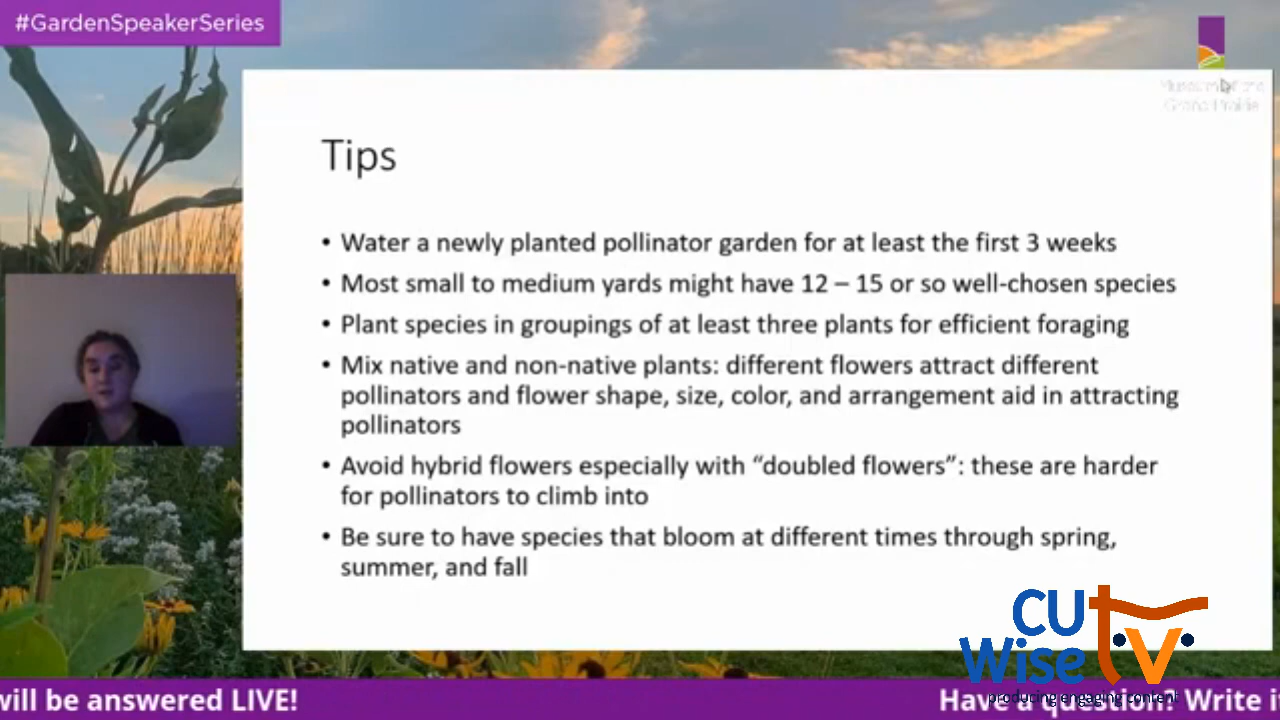 #GardenSpeakerSeries
Museum of the
Grand Prairie
Tips
• Water a newly planted pollinator garden for at least the first 3 weeks
• Most small to medium yards might have 12 – 15 or so well-chosen species
• Plant species in groupings of at least three plants for efficient foraging
• Mix native and non-native plants: different flowers attract different
pollinators and flower shape, size, color, and arrangement aid in attracting
pollinators
• Avoid hybrid flowers especially with “doubled flowers”: these are harder
for pollinators to climb into
• Be sure to have species that bloom at different times through spring,
summer, and fall
CU
Wise tv
producing engaging content
will be answered LIVE!
Have a question? Write i